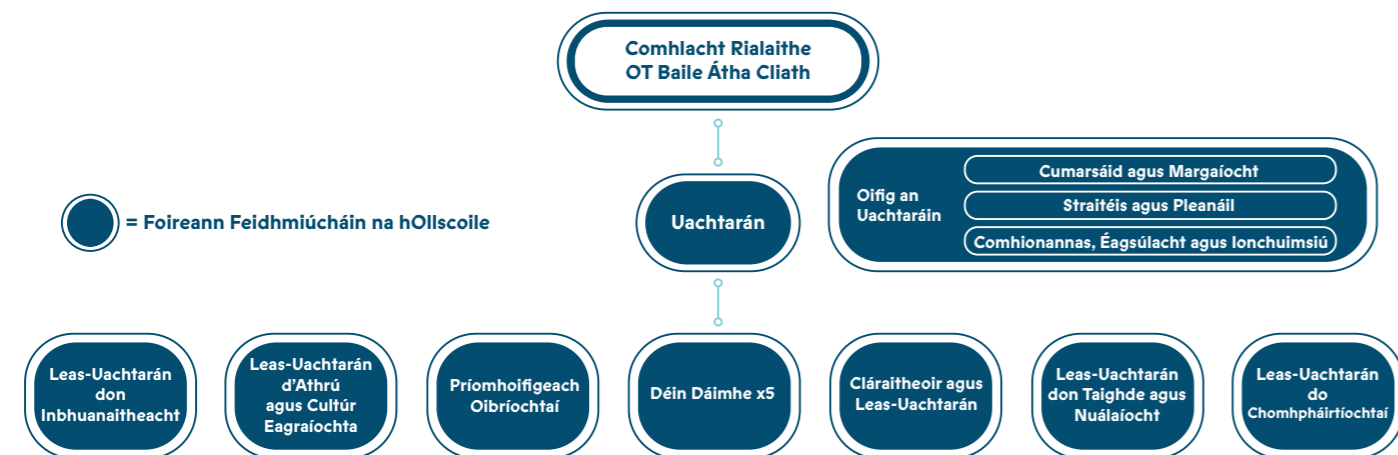 Comhlacht Rialaithe
OT Baile Átha Cliath
Oifig an
Uachtaráin
Cumarsáid agus Margaíocht
Straitéis agus Pleanáil
Comhionannas, Éagsúlacht agus Ionchuimsiú
= Foireann Feidhmiúcháin na hOllscoile
Uachtarán
Leas-Uachtarán
don
Inbhuanaitheacht
Leas-Uachtarán
d'Athrú
agus Cultúr
Eagraíochta
Príomhoifigeach
Oibríochtaí
Déin Dáimhe x5
Cláraitheoir agus
Leas-Uachtarán
Leas-Uachtarán
don Taighde agus
Nuálaíocht
Leas-Uachtarán
do
Chomhpháirtíochtaí